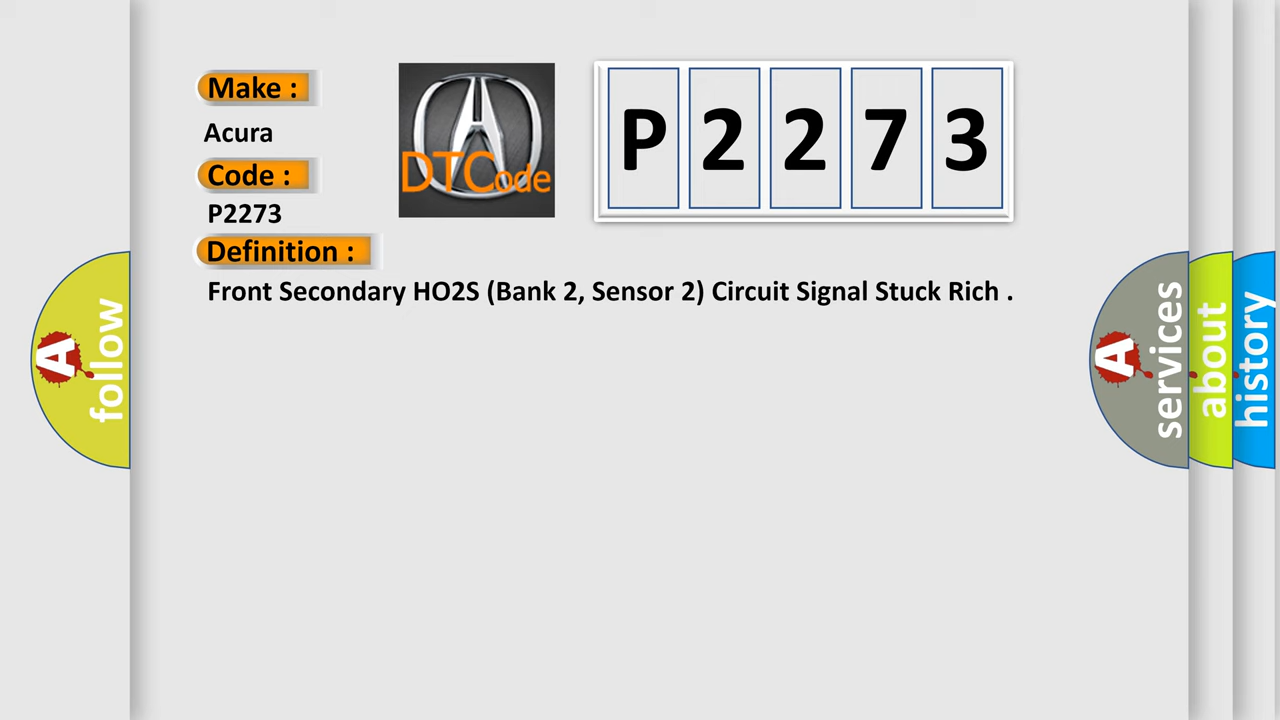 Make :
Acura
Code :
P2273
Definition :
Front Secondary HO2S (Bank 2, Sensor 2) Circuit Signal Stuck Rich .
DTCode
P 2 2 7 3
A follow
A services
about
history